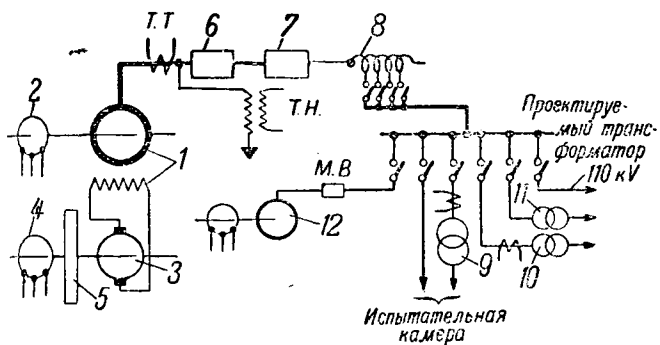 Т.Т
6
7
8
2
Т.Н.
1
Проектируе-
мый транс-
форматор
110 kV
М.В
4
12
11
3
9
10
5
Испытательная
камера